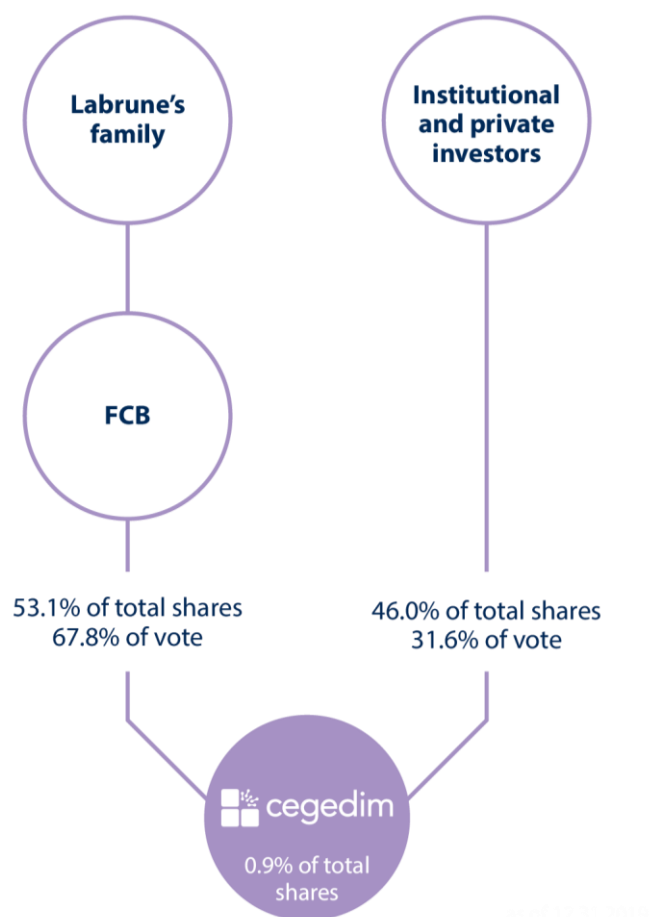 Labrune's
family
Institutional
and private
investors
FCB
53.1% of total shares
67.8% of vote
46.0% of total shares
31.6% of vote
cegedim
0.9% of total
shares